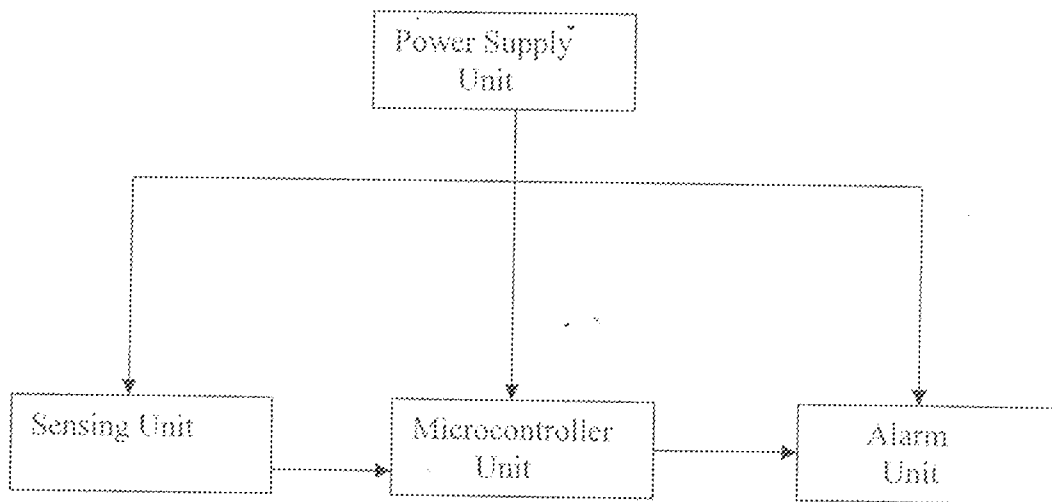 Power Supply
Unit
Sensing Unit
Microcontroller
Unit
Alarm
Unit